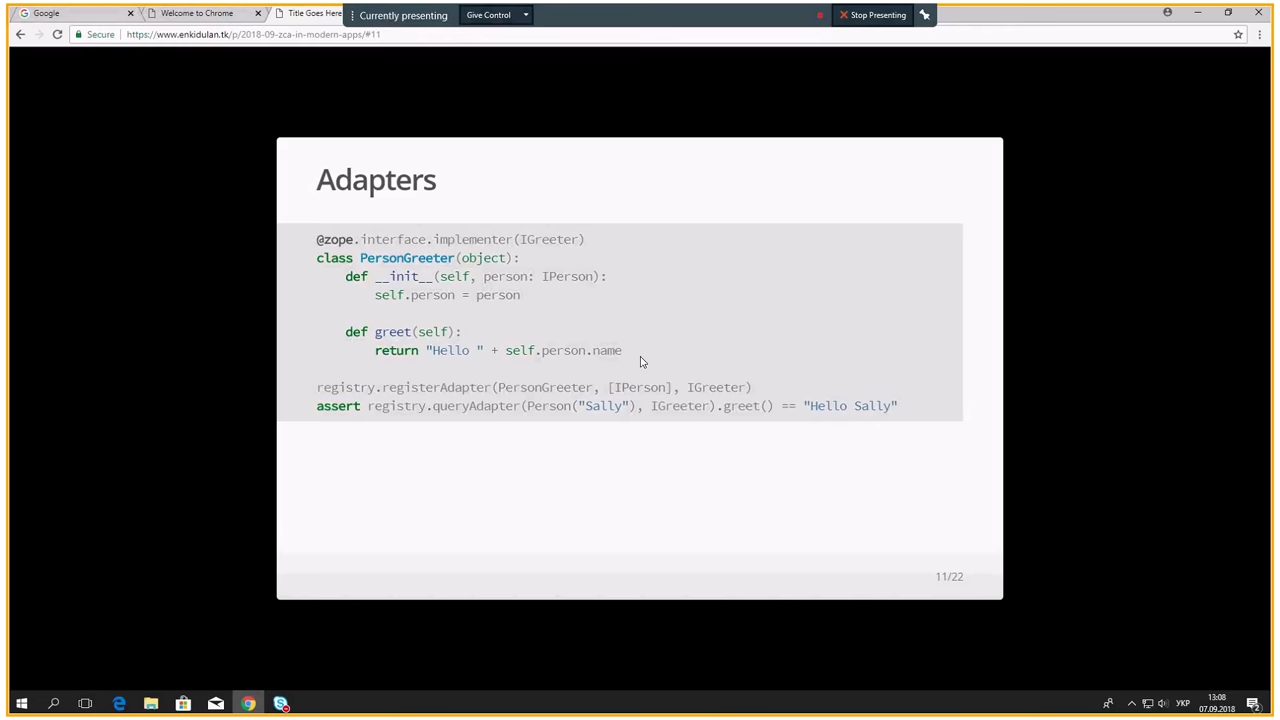 Google
Welcome to Chrome
Title Goes Here
Currently presenting
Give Control
Stop Presenting
Secure
https://www.enkidulan.tk/p/2018-09-zca-in-modern-apps/#11
Adapters
@zope.interface.implementer(IGreeter)
class PersonGreeter(object):
def __init__(self, person: IPerson):
self.person = person
def greet(self):
return "Hello " + self.person.name
registry.registerAdapter(PersonGreeter, [IPerson], IGreeter)
assert registry.queryAdapter(Person("Sally"), IGreeter).greet() == "Hello Sally"
11/22
УКР
13:08
07.09.2018
2